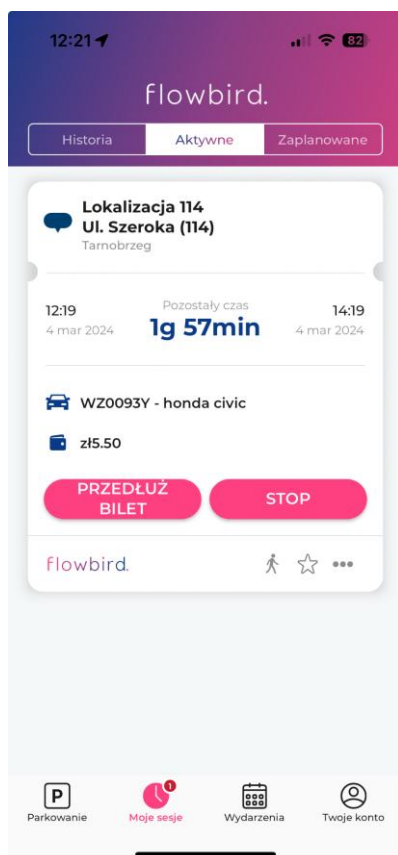 12:21 82
flowbird.
Historia Aktywne Zaplanowane
Lokalizacja 114
Ul. Szeroka (114)
Tarnobrzeg
Pozostały czas
12:19 1g 57min 14:19
4 mar 2024 4 mar 2024
WZ0093Y - honda civic
zł5.50
PRZEDŁUŻ
BILET
STOP
flowbird.
P 1
Parkowanie Moje sesje Wydarzenia Twoje konto